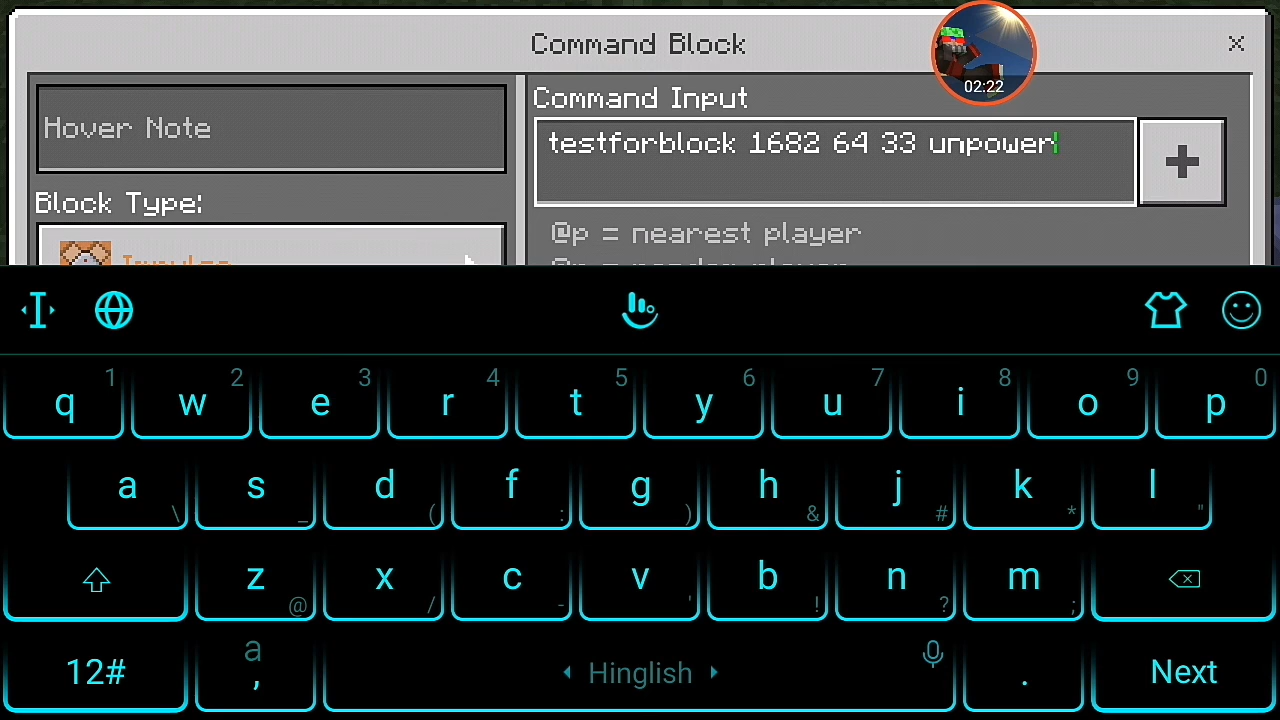 Command Block
02:22
Hover Note
Command Input
testforblock 1682 64 33 unpower
Block Type:
@p = nearest player
1 2 3 4 5 6 7 8 9 0
q w e r t y u i o p
a s d f g h j k l
\ _ ( : ) & # * "
z x c v b n m
@ / - ' ! ? ;
12# a , Hinglish . Next